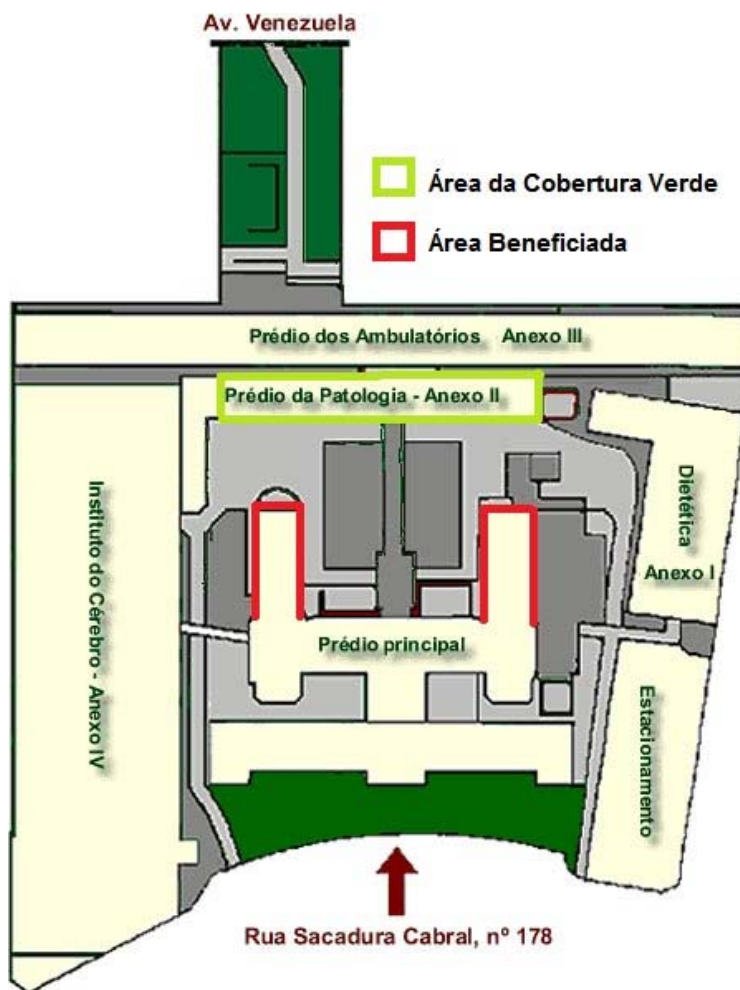 Av. Venezuela
Área da Cobertura Verde
Área Beneficiada
Prédio dos Ambulatórios Anexo III
Prédio da Patologia - Anexo II
Instituto do Cérebro - Anexo IV
Dietética
Anexo I
Prédio principal
Estacionamento
Rua Sacadura Cabral, nº 178